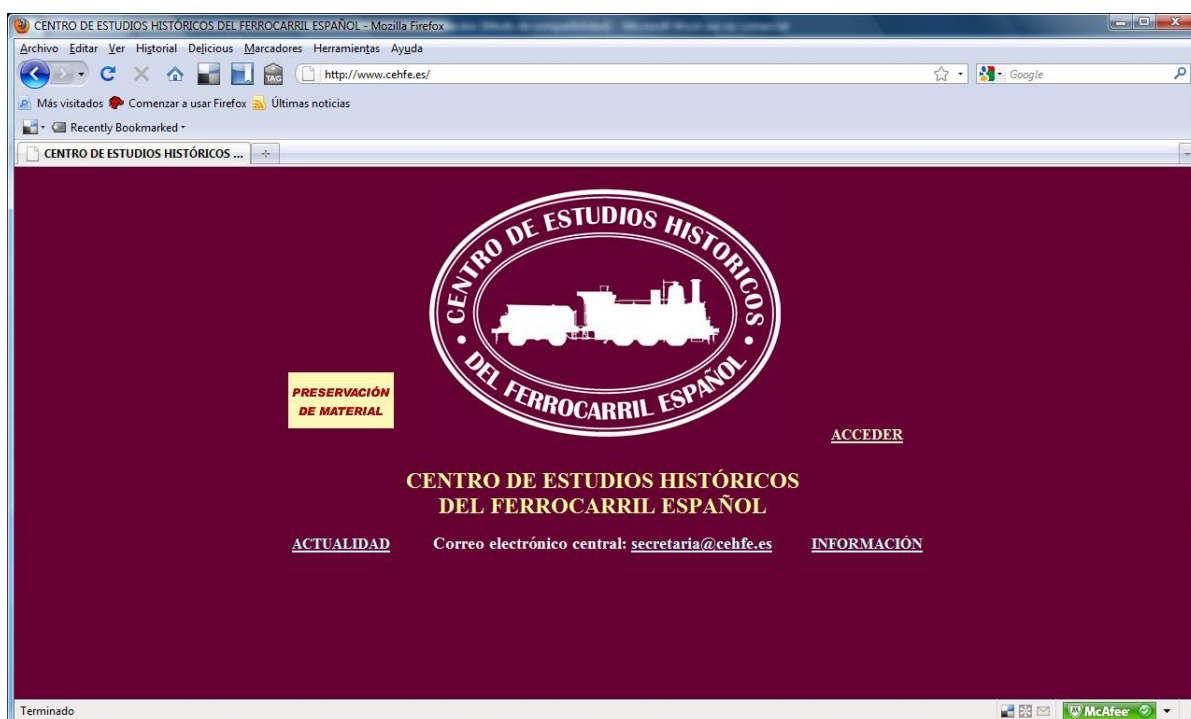 CENTRO DE ESTUDIOS HISTÓRICOS DEL FERROCARRIL ESPAÑOL - Mozilla Firefox
Archivo Editar Ver Historial Delicious Marcadores Herramientas Ayuda
TAG http://www.cehfe.es/ Google
Más visitados Comenzar a usar Firefox Últimas noticias
Recently Bookmarked
CENTRO DE ESTUDIOS HISTÓRICOS ...
CENTRO DE ESTUDIOS HISTORICOS
DEL FERROCARRIL ESPAÑOL
PRESERVACIÓN
DE MATERIAL
ACCEDER
CENTRO DE ESTUDIOS HISTÓRICOS
DEL FERROCARRIL ESPAÑOL
ACTUALIDAD Correo electrónico central: secretaria@cehfe.es INFORMACIÓN
Terminado McAfee